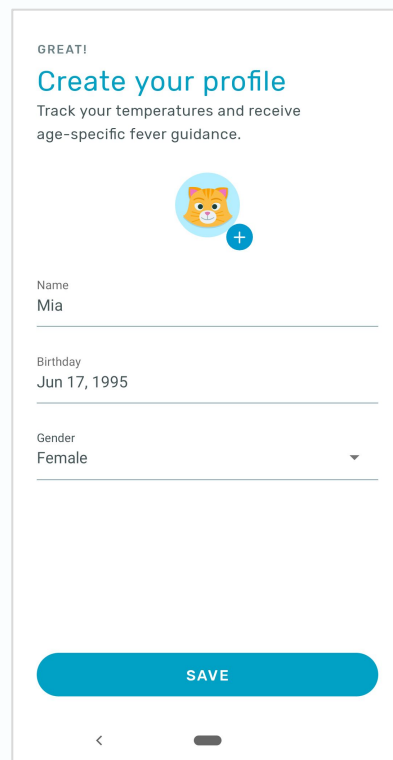 GREAT!
Create your profile
Track your temperatures and receive
age-specific fever guidance.
Name
Mia
Birthday
Jun 17, 1995
Gender
Female
SAVE